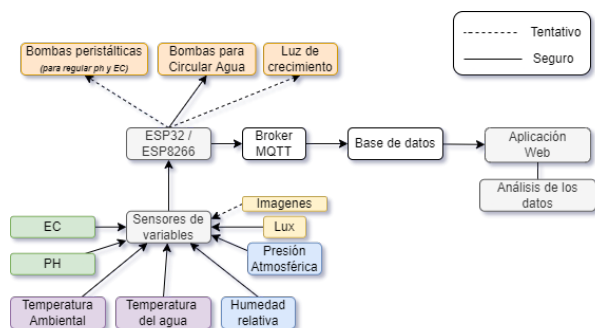 Bombas peristálticas
(para regular ph y EC)
Bombas para
Circular Agua
Luz de
crecimiento
Tentativo
Seguro
ESP32 /
ESP8266
Broker
MQTT
Base de datos
Aplicación
Web
Análisis de los
datos
Imagenes
EC
Sensores de
variables
Lux
PH
Presión
Atmosférica
Temperatura
Ambiental
Temperatura
del agua
Humedad
relativa